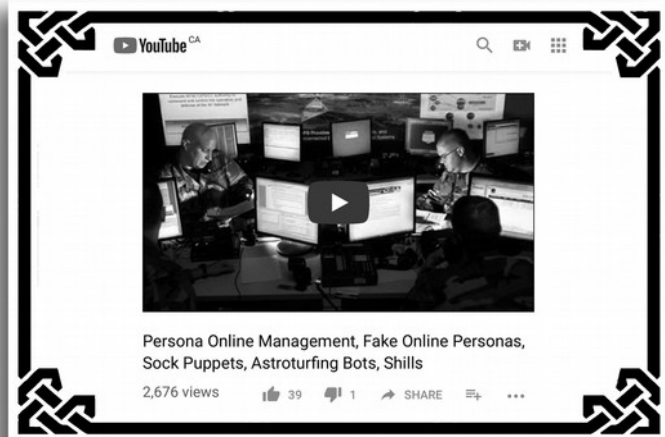 YouTube CA
Persona Online Management, Fake Online Personas,
Sock Puppets, Astroturfing Bots, Shills
2,676 views 39 1 SHARE